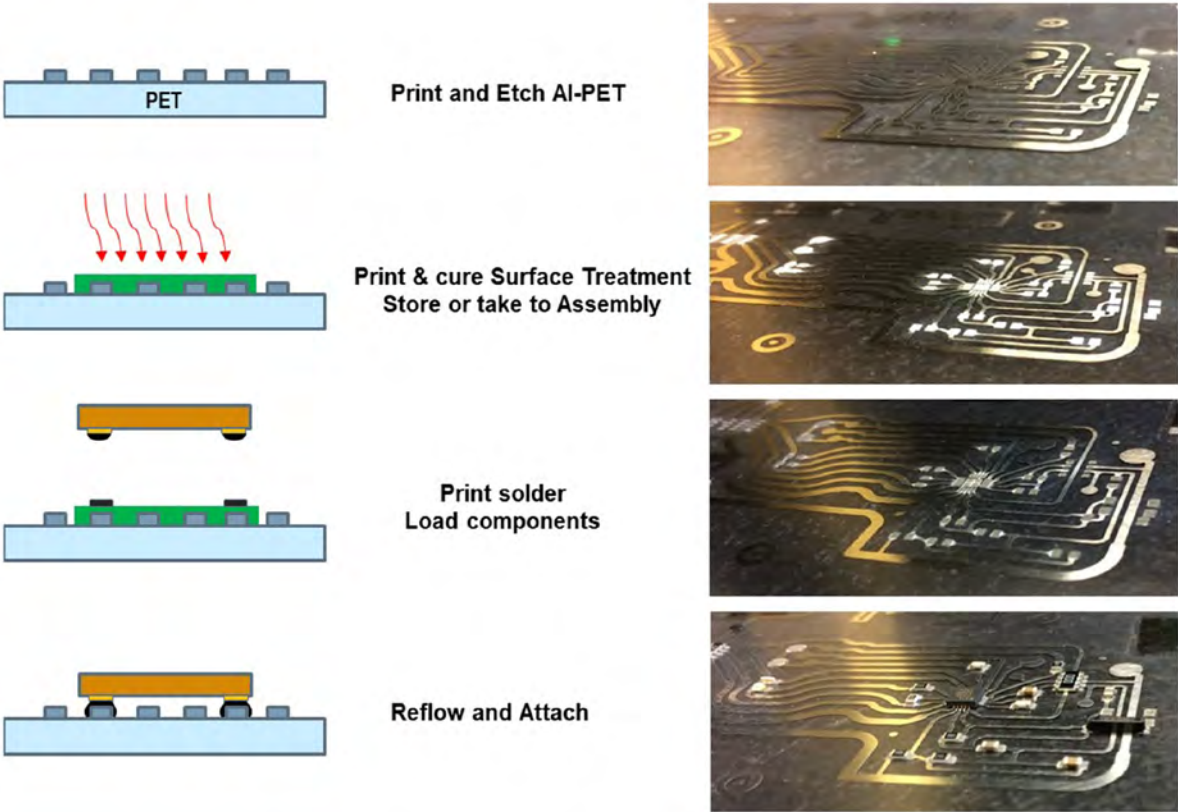 PET
Print and Etch Al-PET
Print & cure Surface Treatment
Store or take to Assembly
Print solder
Load components
Reflow and Attach